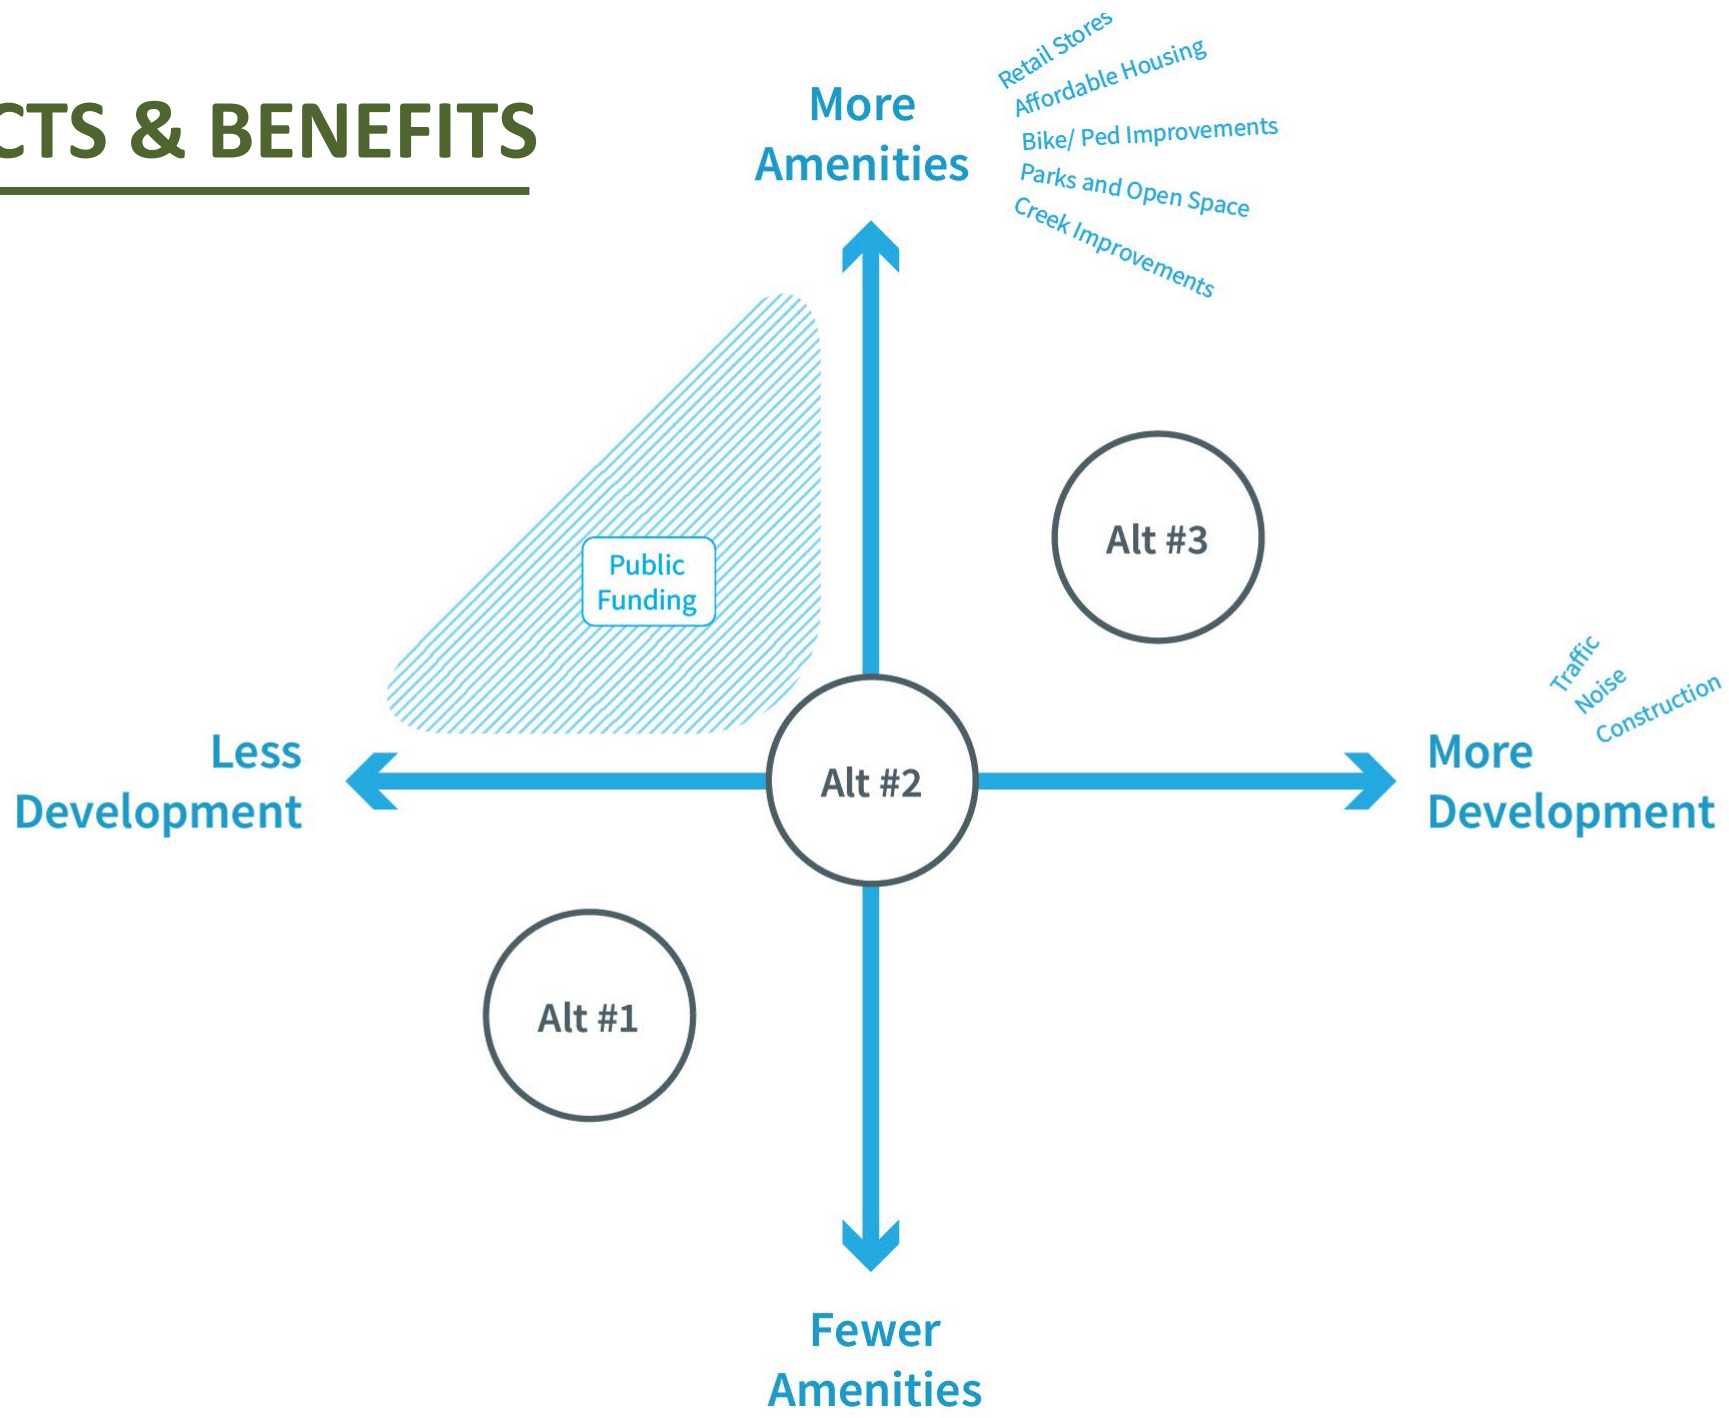 CTS & BENEFITS
More
Amenities
Retail Stores
Affordable Housing
Bike/ Ped Improvements
Parks and Open Space
Creek Improvements
Public
Funding
Alt #3
Traffic
Noise
Construction
Less
Development
Alt #2
More
Development
Alt #1
Fewer
Amenities